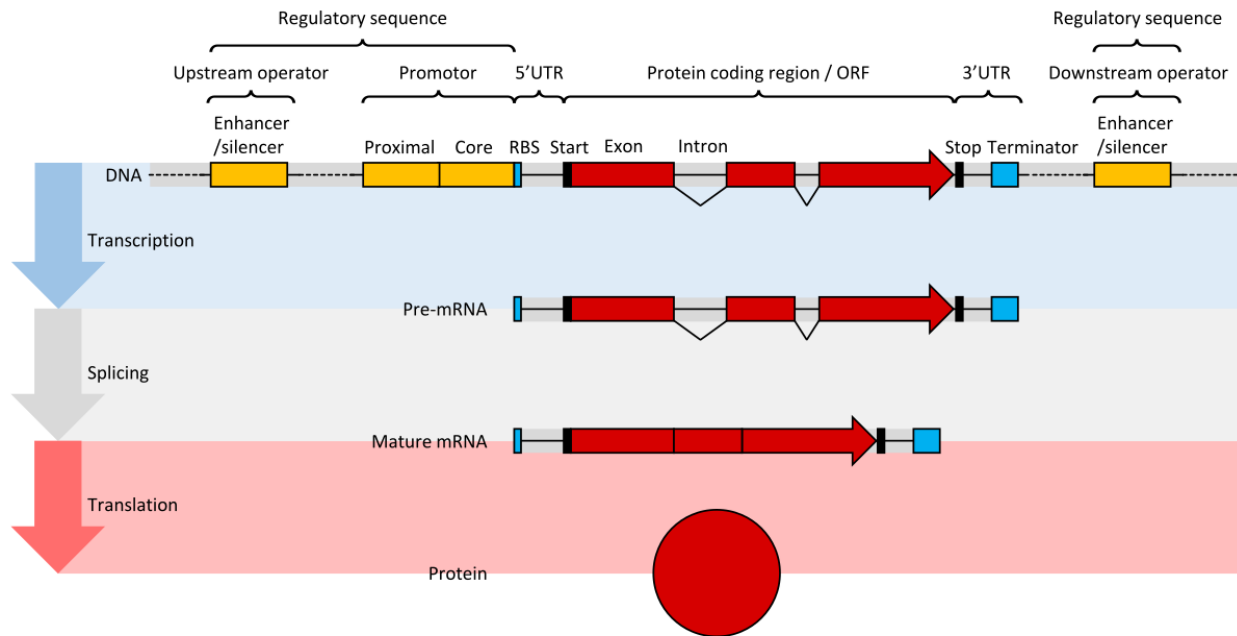 Regulatory sequence
Regulatory sequence
Upstream operator
Promotor
5'UTR
Protein coding region / ORF
3'UTR
Downstream operator
Enhancer
/silencer
Proximal
Core
RBS
Start
Exon
Intron
Stop
Terminator
Enhancer
/silencer
DNA
Transcription
Pre-mRNA
Splicing
Mature mRNA
Translation
Protein